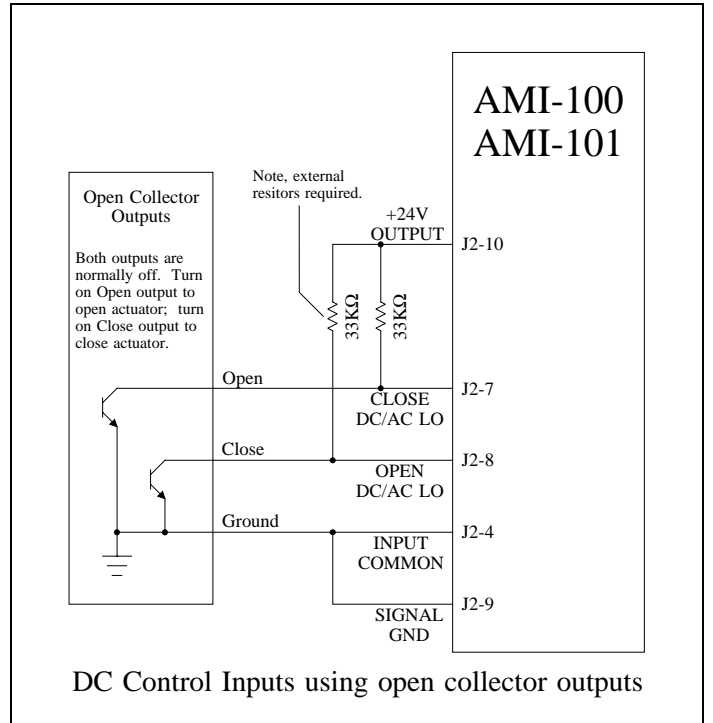 AMI-100
AMI-101
Note, external
resitors required.
Open Collector
Outputs
+24V
OUTPUT
J2-10
Both outputs are
normally off. Turn
on Open output to
open actuator; turn
on Close output to
close actuator.
33KΩ
33KΩ
Open
CLOSE
DC/AC LO
J2-7
Close
OPEN
DC/AC LO
J2-8
Ground
INPUT
COMMON
J2-4
SIGNAL
GND
J2-9
DC Control Inputs using open collector outputs